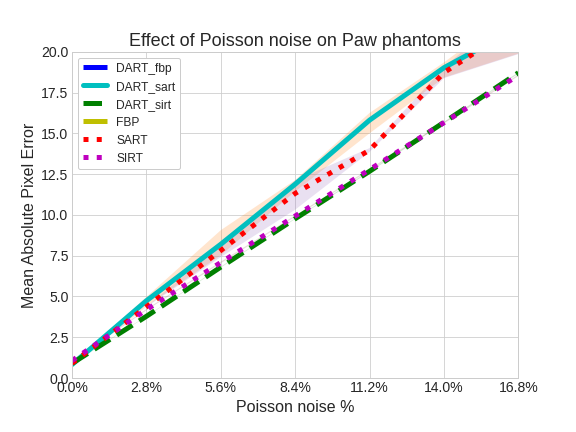 Effect of Poisson noise on Paw phantoms
20.0
17.5
15.0
12.5
10.0
7.5
5.0
2.5
0.0
Mean Absolute Pixel Error
DART_fbp
DART_sart
DART_sirt
FBP
SART
SIRT
0.0% 2.8% 5.6% 8.4% 11.2% 14.0% 16.8%
Poisson noise %